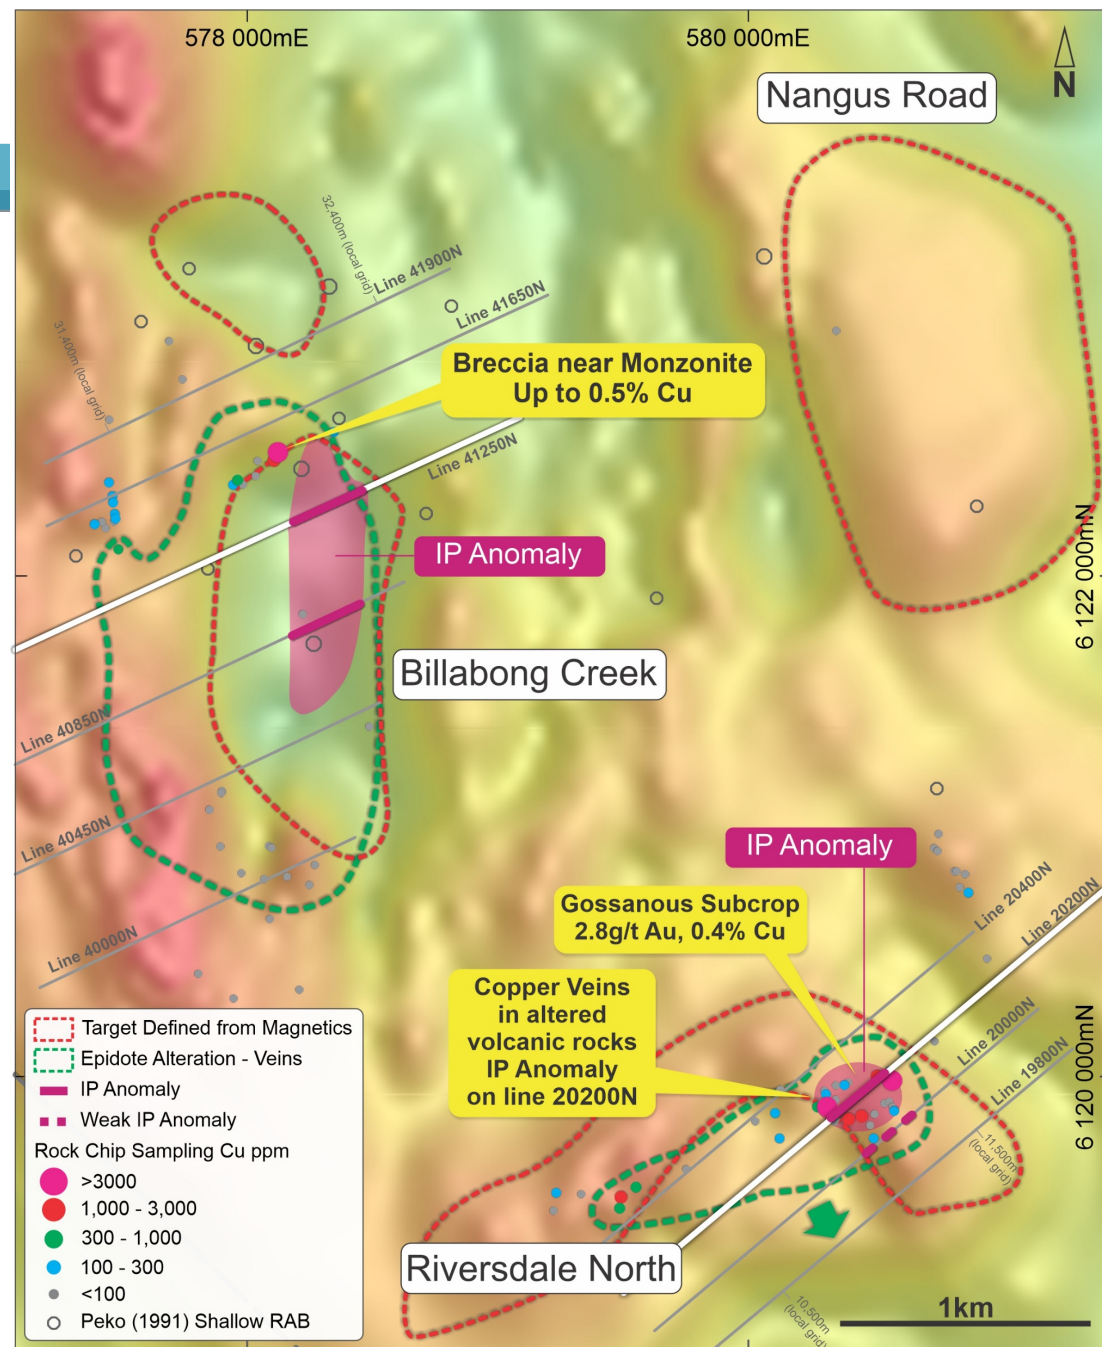 578 000mE
580 000mE
N
Nangus Road
32,400m (local grid)
Line 41900N
Line 41650N
31,400m (local grid)
Breccia near Monzonite
Up to 0.5% Cu
Line 41250N
IP Anomaly
6 122 000mN
Billabong Creek
Line 40850N
Line 40450N
IP Anomaly
Line 40000N
Gossanous Subcrop
2.8g/t Au, 0.4% Cu
Line 20400N
Line 20200N
Copper Veins
in altered
volcanic rocks
IP Anomaly
on line 20200N
Line 20000N
Line 19800N
6 120 000mN
11,500m
(local grid)
Riversdale North
10,500m
(local grid)
1km
Target Defined from Magnetics
Epidote Alteration - Veins
IP Anomaly
Weak IP Anomaly
Rock Chip Sampling Cu ppm
>3000
1,000 - 3,000
300 - 1,000
100 - 300
<100
Peko (1991) Shallow RAB